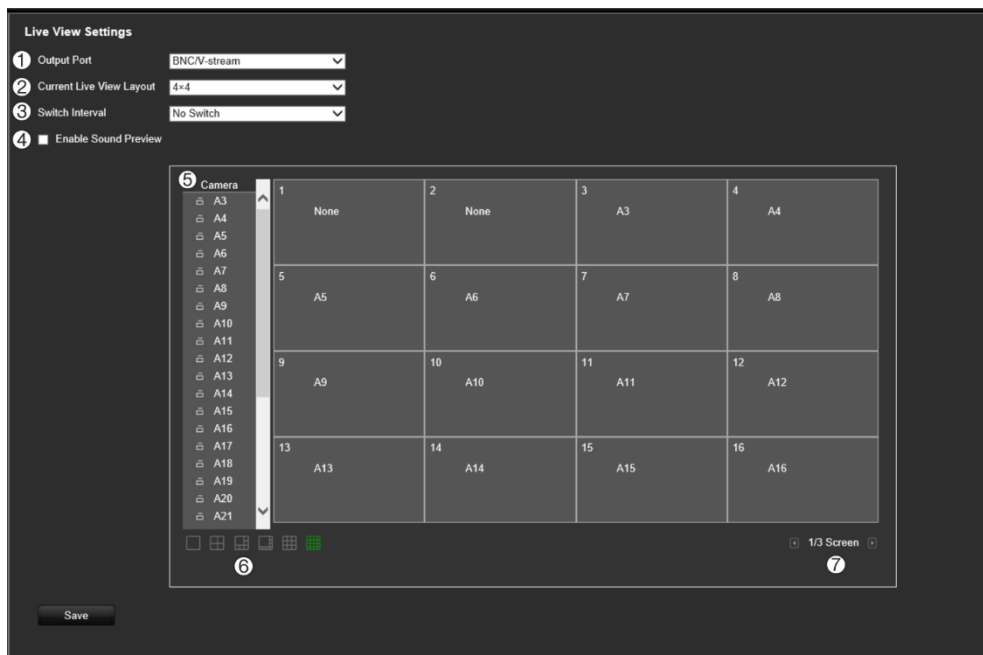 Live View Settings
1 Output Port BNC/V-stream
2 Current Live View Layout 4×4
3 Switch Interval No Switch
4 Enable Sound Preview
5 Camera
A3
A4
A5
A6
A7
A8
A9
A10
A11
A12
A13
A14
A15
A16
A17
A18
A19
A20
A21
1 2 3 4
None None A3 A4
5 6 7 8
A5 A6 A7 A8
9 10 11 12
A9 A10 A11 A12
13 14 15 16
A13 A14 A15 A16
1/3 Screen
6 7
Save